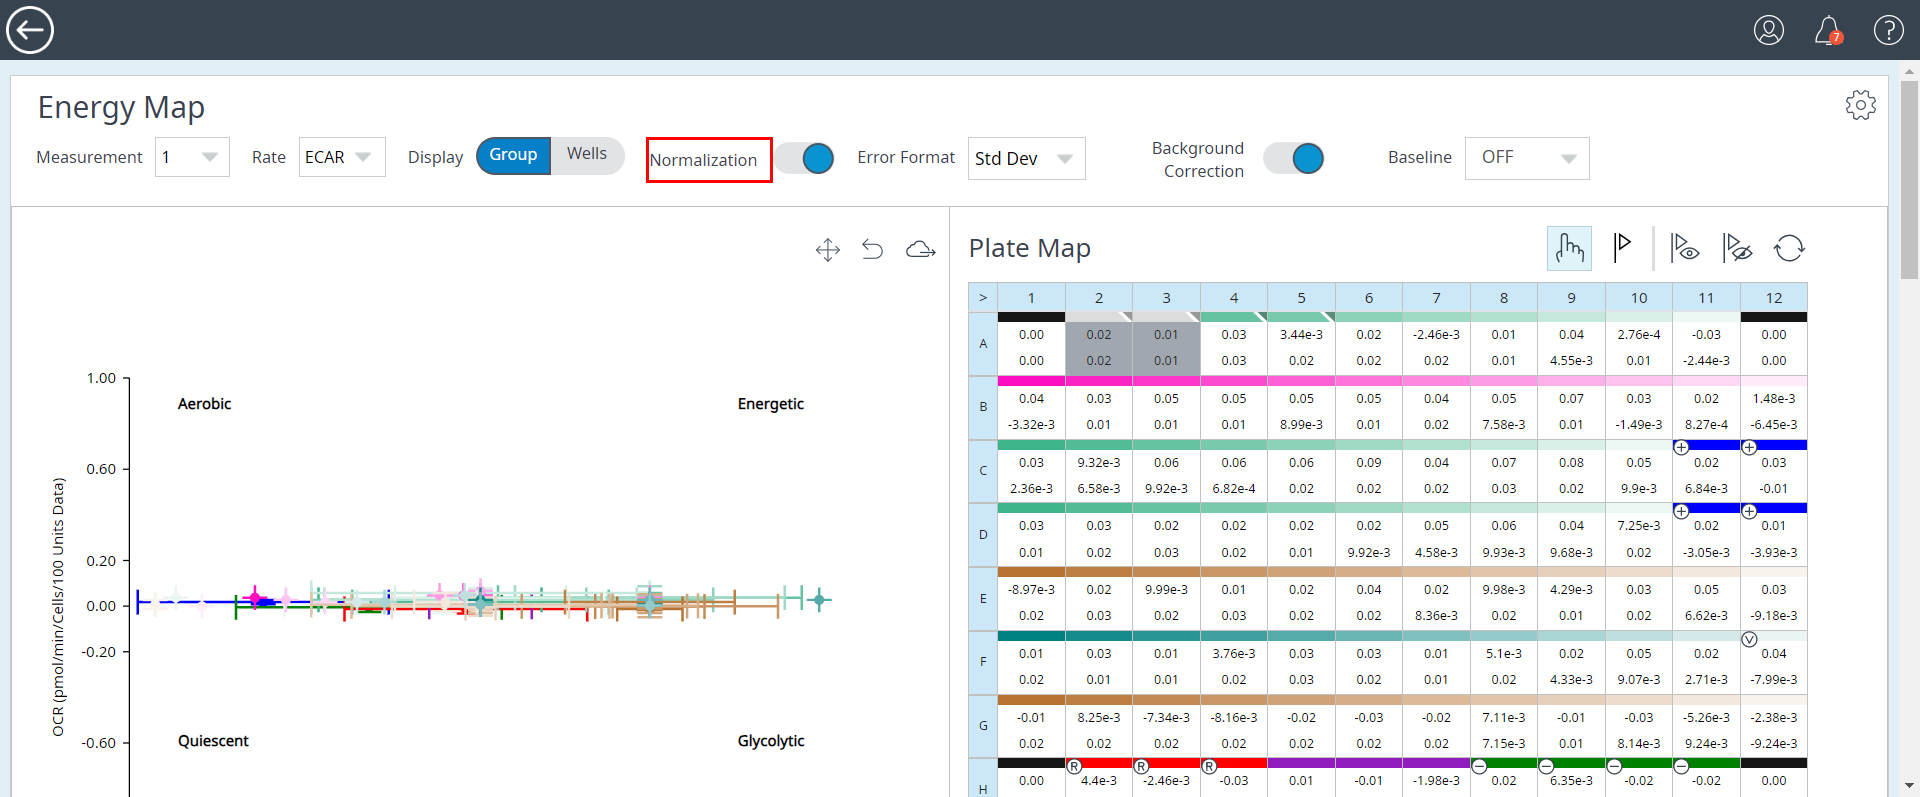 7
Energy Map
Measurement 1 Rate ECAR Display Group Wells Normalization Error Format Std Dev Background Correction Baseline OFF
Plate Map
> 1 2 3 4 5 6 7 8 9 10 11 12
A 0.00 0.02 0.01 0.03 3.44e-3 0.02 -2.46e-3 0.01 0.04 2.76e-4 -0.03 0.00
0.00 0.02 0.01 0.03 0.02 0.02 0.02 0.01 4.55e-3 0.01 -2.44e-3 0.00
B 0.04 0.03 0.05 0.05 0.05 0.05 0.04 0.05 0.07 0.03 0.02 1.48e-3
-3.32e-3 0.01 0.01 0.01 8.99e-3 0.01 0.02 7.58e-3 0.01 -1.49e-3 8.27e-4 -6.45e-3
+ +
C 0.03 9.32e-3 0.06 0.06 0.06 0.09 0.04 0.07 0.08 0.05 0.02 0.03
2.36e-3 6.58e-3 9.92e-3 6.82e-4 0.02 0.02 0.02 0.03 0.02 9.9e-3 6.84e-3 -0.01
+ +
D 0.03 0.03 0.02 0.02 0.02 0.02 0.05 0.06 0.04 7.25e-3 0.02 0.01
0.01 0.02 0.03 0.02 0.01 9.92e-3 4.58e-3 9.93e-3 9.68e-3 0.02 -3.05e-3 -3.93e-3
E -8.97e-3 0.02 9.99e-3 0.01 0.02 0.04 0.02 9.98e-3 4.29e-3 0.03 0.05 0.03
0.02 0.03 0.02 0.03 0.02 0.02 8.36e-3 0.02 0.01 0.02 6.62e-3 -9.18e-3
V
F 0.01 0.03 0.01 3.76e-3 0.03 0.03 0.01 5.1e-3 0.02 0.05 0.02 0.04
0.02 0.01 0.01 0.02 0.03 0.02 0.01 0.02 4.33e-3 9.07e-3 2.71e-3 -7.99e-3
G -0.01 8.25e-3 -7.34e-3 -8.16e-3 -0.02 -0.03 -0.02 7.11e-3 -0.01 -0.03 -5.26e-3 -2.38e-3
0.02 0.02 0.02 0.02 0.02 0.02 0.02 7.15e-3 0.01 8.14e-3 9.24e-3 -9.24e-3
R R R − − − −
H 0.00 4.4e-3 -2.46e-3 -0.03 0.01 -0.01 -1.98e-3 0.02 6.35e-3 -0.02 -0.02 0.00
OCR (pmol/min/Cells/100 Units Data)
1.00
0.60
0.20
0.00
-0.20
-0.60
Aerobic
Energetic
Quiescent
Glycolytic